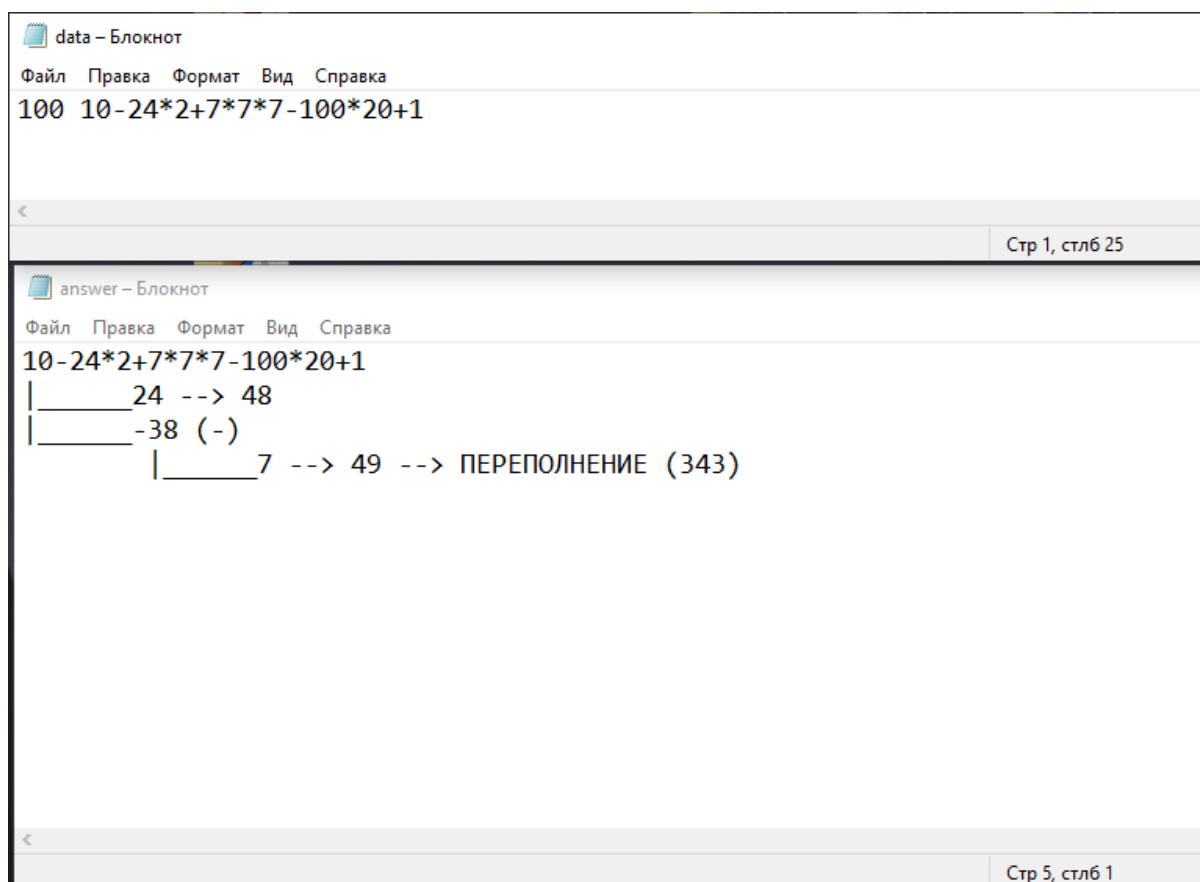 data – Блокнот
Файл Правка Формат Вид Справка
100 10-24*2+7*7*7-100*20+1
Стр 1, стлб 25
answer – Блокнот
Файл Правка Формат Вид Справка
10-24*2+7*7*7-100*20+1
|______24 --> 48
|______-38 (-)
|______7 --> 49 --> ПЕРЕПОЛНЕНИЕ (343)
Стр 5, стлб 1